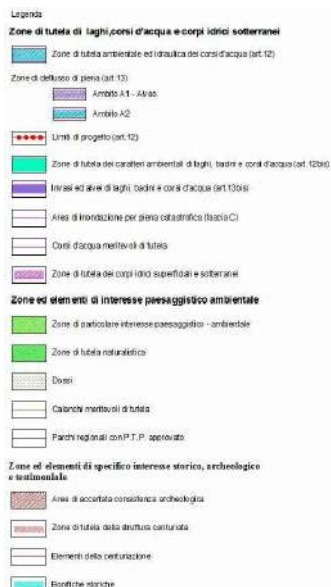 Legenda
Zone di tutela di laghi,corsi d'acqua e corpi idrici sotterranei
Zone di tutela ambientale ed idraulica dei corsi d'acqua (art.12)
Zone di deflusso di piena (art.13)
Ambito A1 - Alveo
Ambito A2
Limiti di progetto (art.12)
Zone di tutela dei caratteri ambientali di laghi, bacini e corsi d'acqua (art.12bis)
Invasi ed alvei di laghi, bacini e corsi d'acqua (art.13bis)
Area di inondazione per piena catastrofica (fascia C)
Corsi d'acqua meritevoli di tutela
Zone di tutela dei corpi idrici superficiali e sotterranei
Zone ed elementi di interesse paesaggistico ambientale
Zone di particolare interesse paesaggistico - ambientale
Zone di tutela naturalistica
Dossi
Calanchi meritevoli di tutela
Parchi regionali con P.T.P. approvato
Zone ed elementi di specifico interesse storico, archeologico
e testimoniale
Aree di accertata consistenza archeologica
Zone di tutela della struttura centuriata
Elementi della centuriazione
Bonifiche storiche